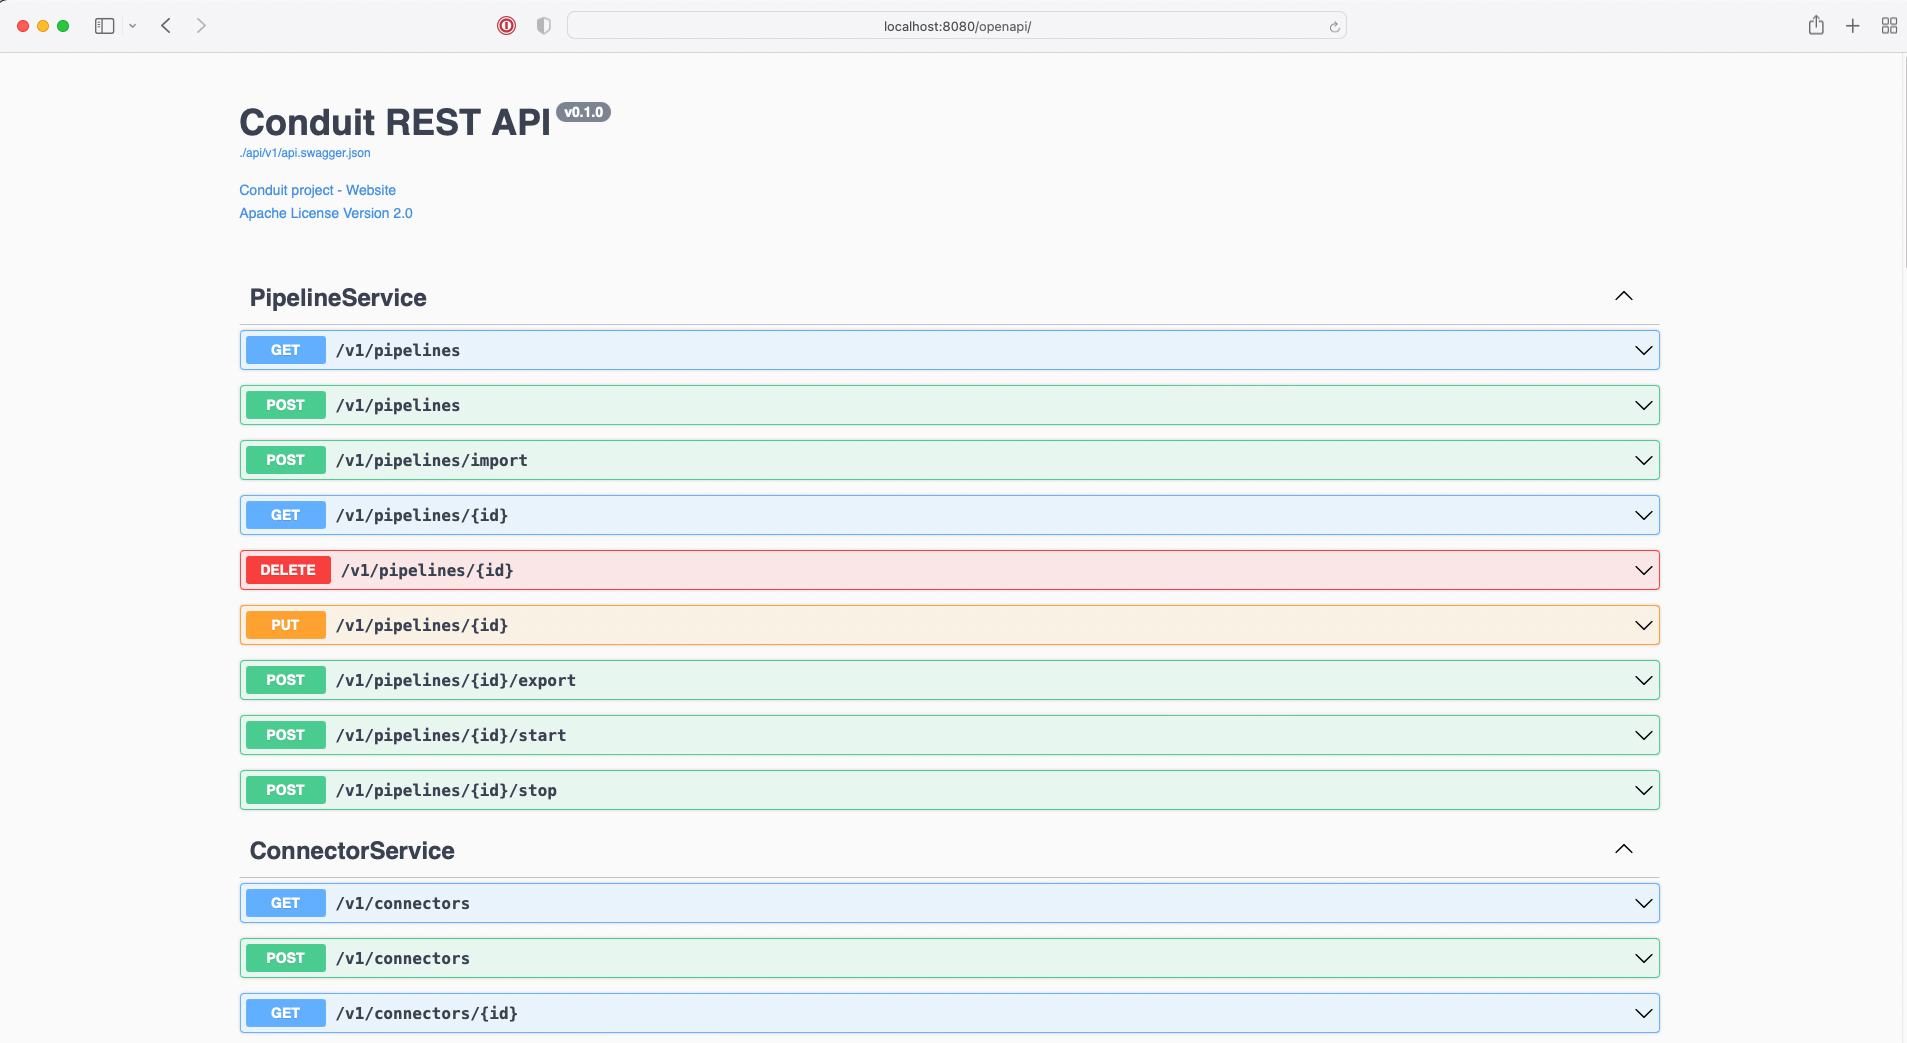 localhost:8080/openapi/
Conduit REST API v0.1.0
./api/v1/api.swagger.json
Conduit project - Website
Apache License Version 2.0
PipelineService
GET /v1/pipelines
POST /v1/pipelines
POST /v1/pipelines/import
GET /v1/pipelines/{id}
DELETE /v1/pipelines/{id}
PUT /v1/pipelines/{id}
POST /v1/pipelines/{id}/export
POST /v1/pipelines/{id}/start
POST /v1/pipelines/{id}/stop
ConnectorService
GET /v1/connectors
POST /v1/connectors
GET /v1/connectors/{id}